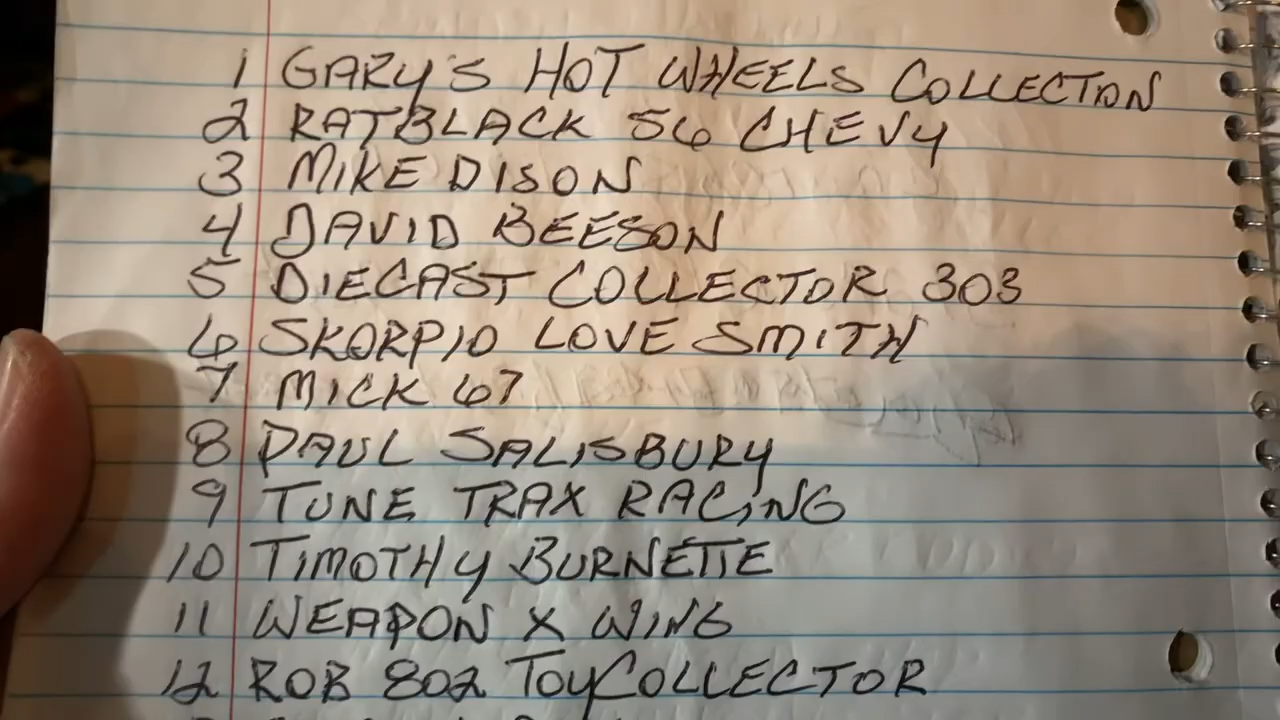 1 GARY'S HOT WHEELS COLLECTION
2 RATBLACK 56 CHEVY
3 MIKE DISON
4 DAVID BEESON
5 DIECAST COLLECTOR 303
6 SKORPIO LOVE SMITH
7 MICK 67
8 PAUL SALISBURY
9 TUNE TRAX RACING
10 TIMOTHY BURNETTE
11 WEAPON X WING
12 ROB 802 TOYCOLLECTOR